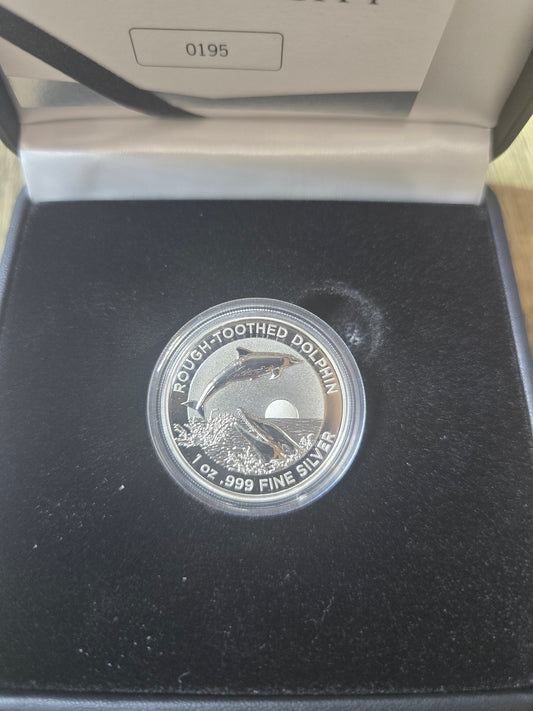 0195
ROUGH-TOOTHED DOLPHIN
1 oz .999 FINE SILVER